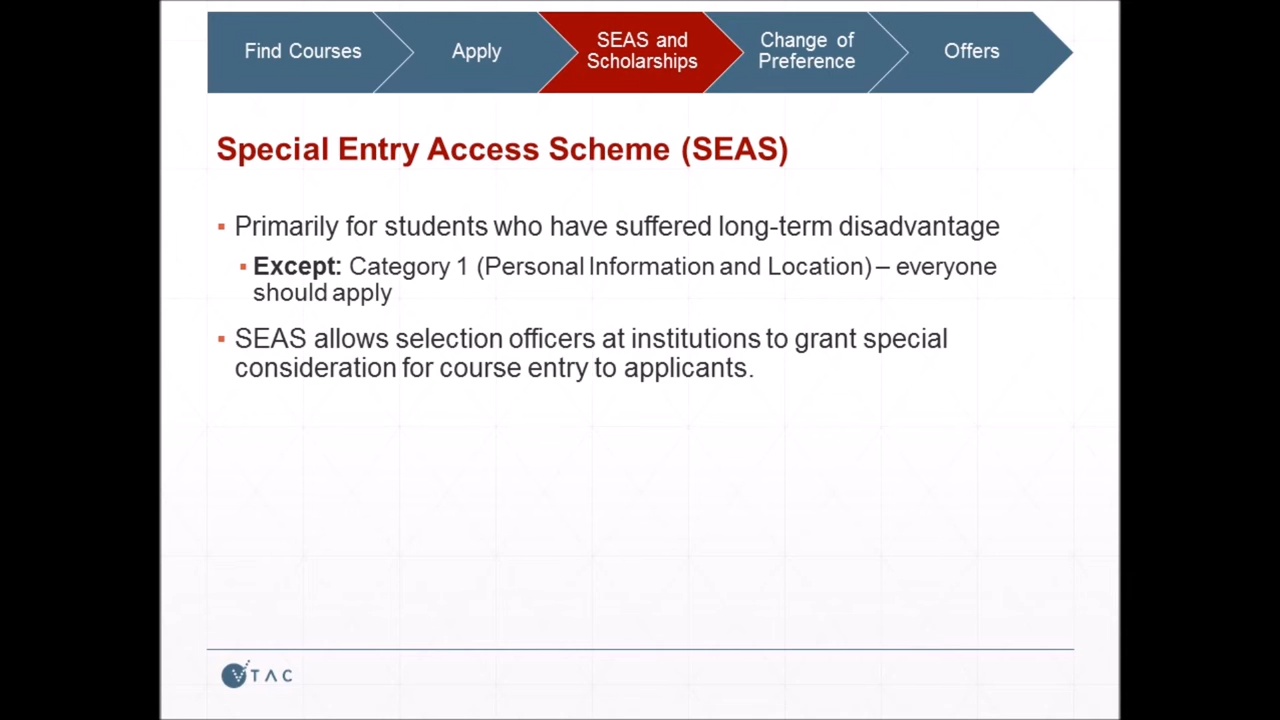 Find Courses
Apply
SEAS and
Scholarships
Change of
Preference
Offers
Special Entry Access Scheme (SEAS)
Primarily for students who have suffered long-term disadvantage
Except: Category 1 (Personal Information and Location) – everyone
should apply
SEAS allows selection officers at institutions to grant special
consideration for course entry to applicants.
VTAC